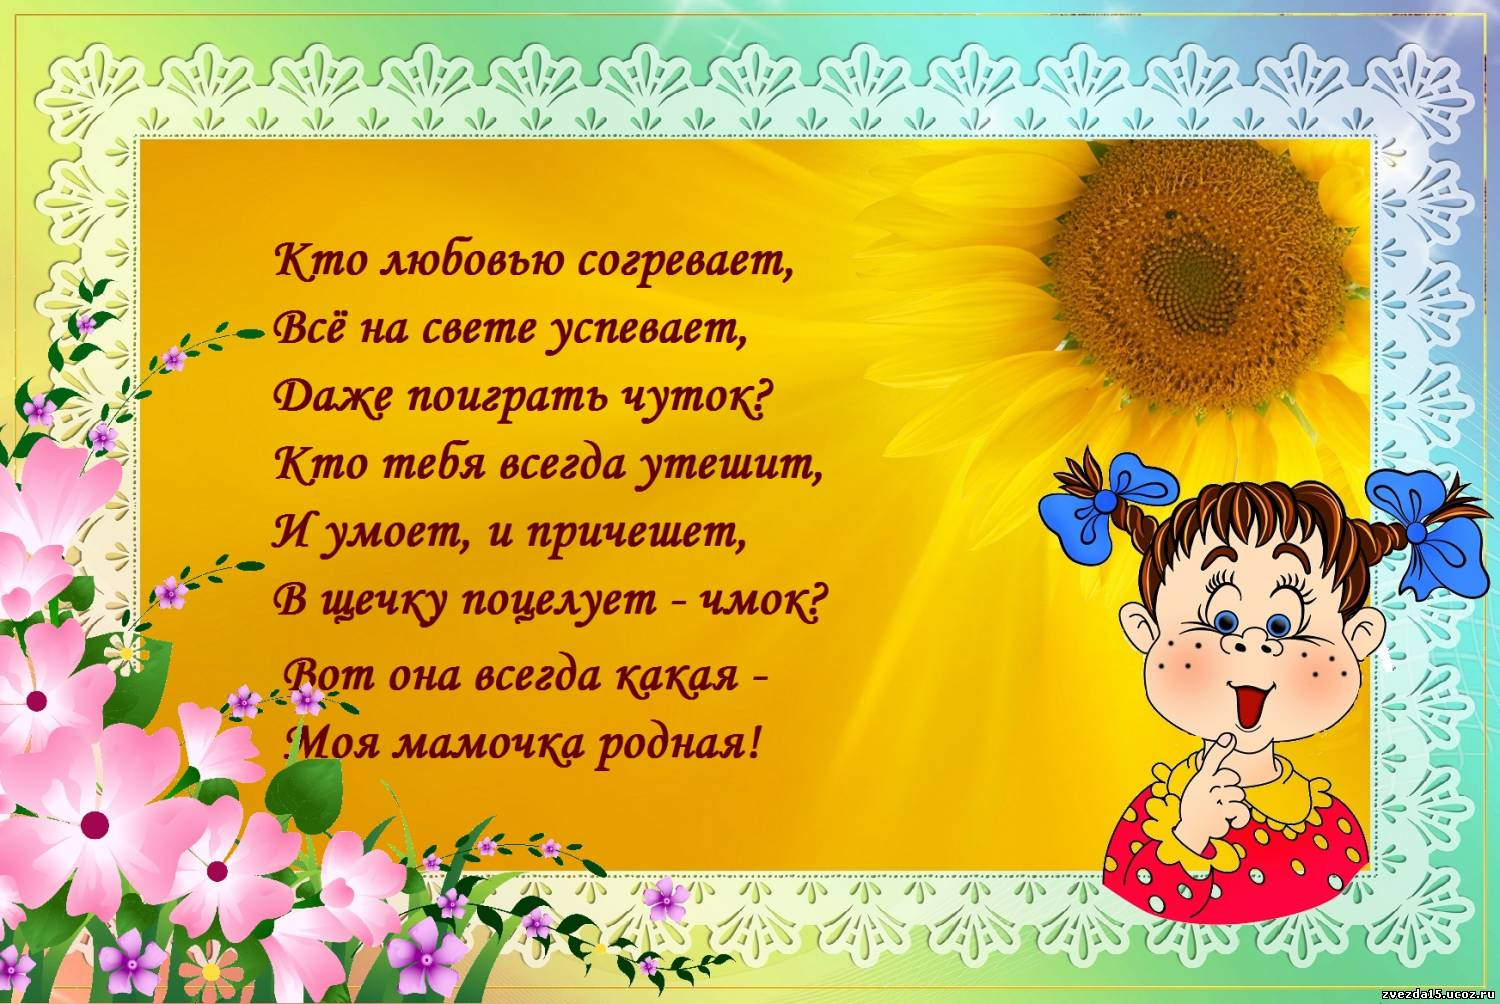 Кто любовью согревает,
Всё на свете успевает,
Даже поиграть чуток?
Кто тебя всегда утешит,
И умоет, и причешет,
В щечку поцелует - чмок?
Вот она всегда какая -
Моя мамочка родная!
zvezda15.ucoz.ru